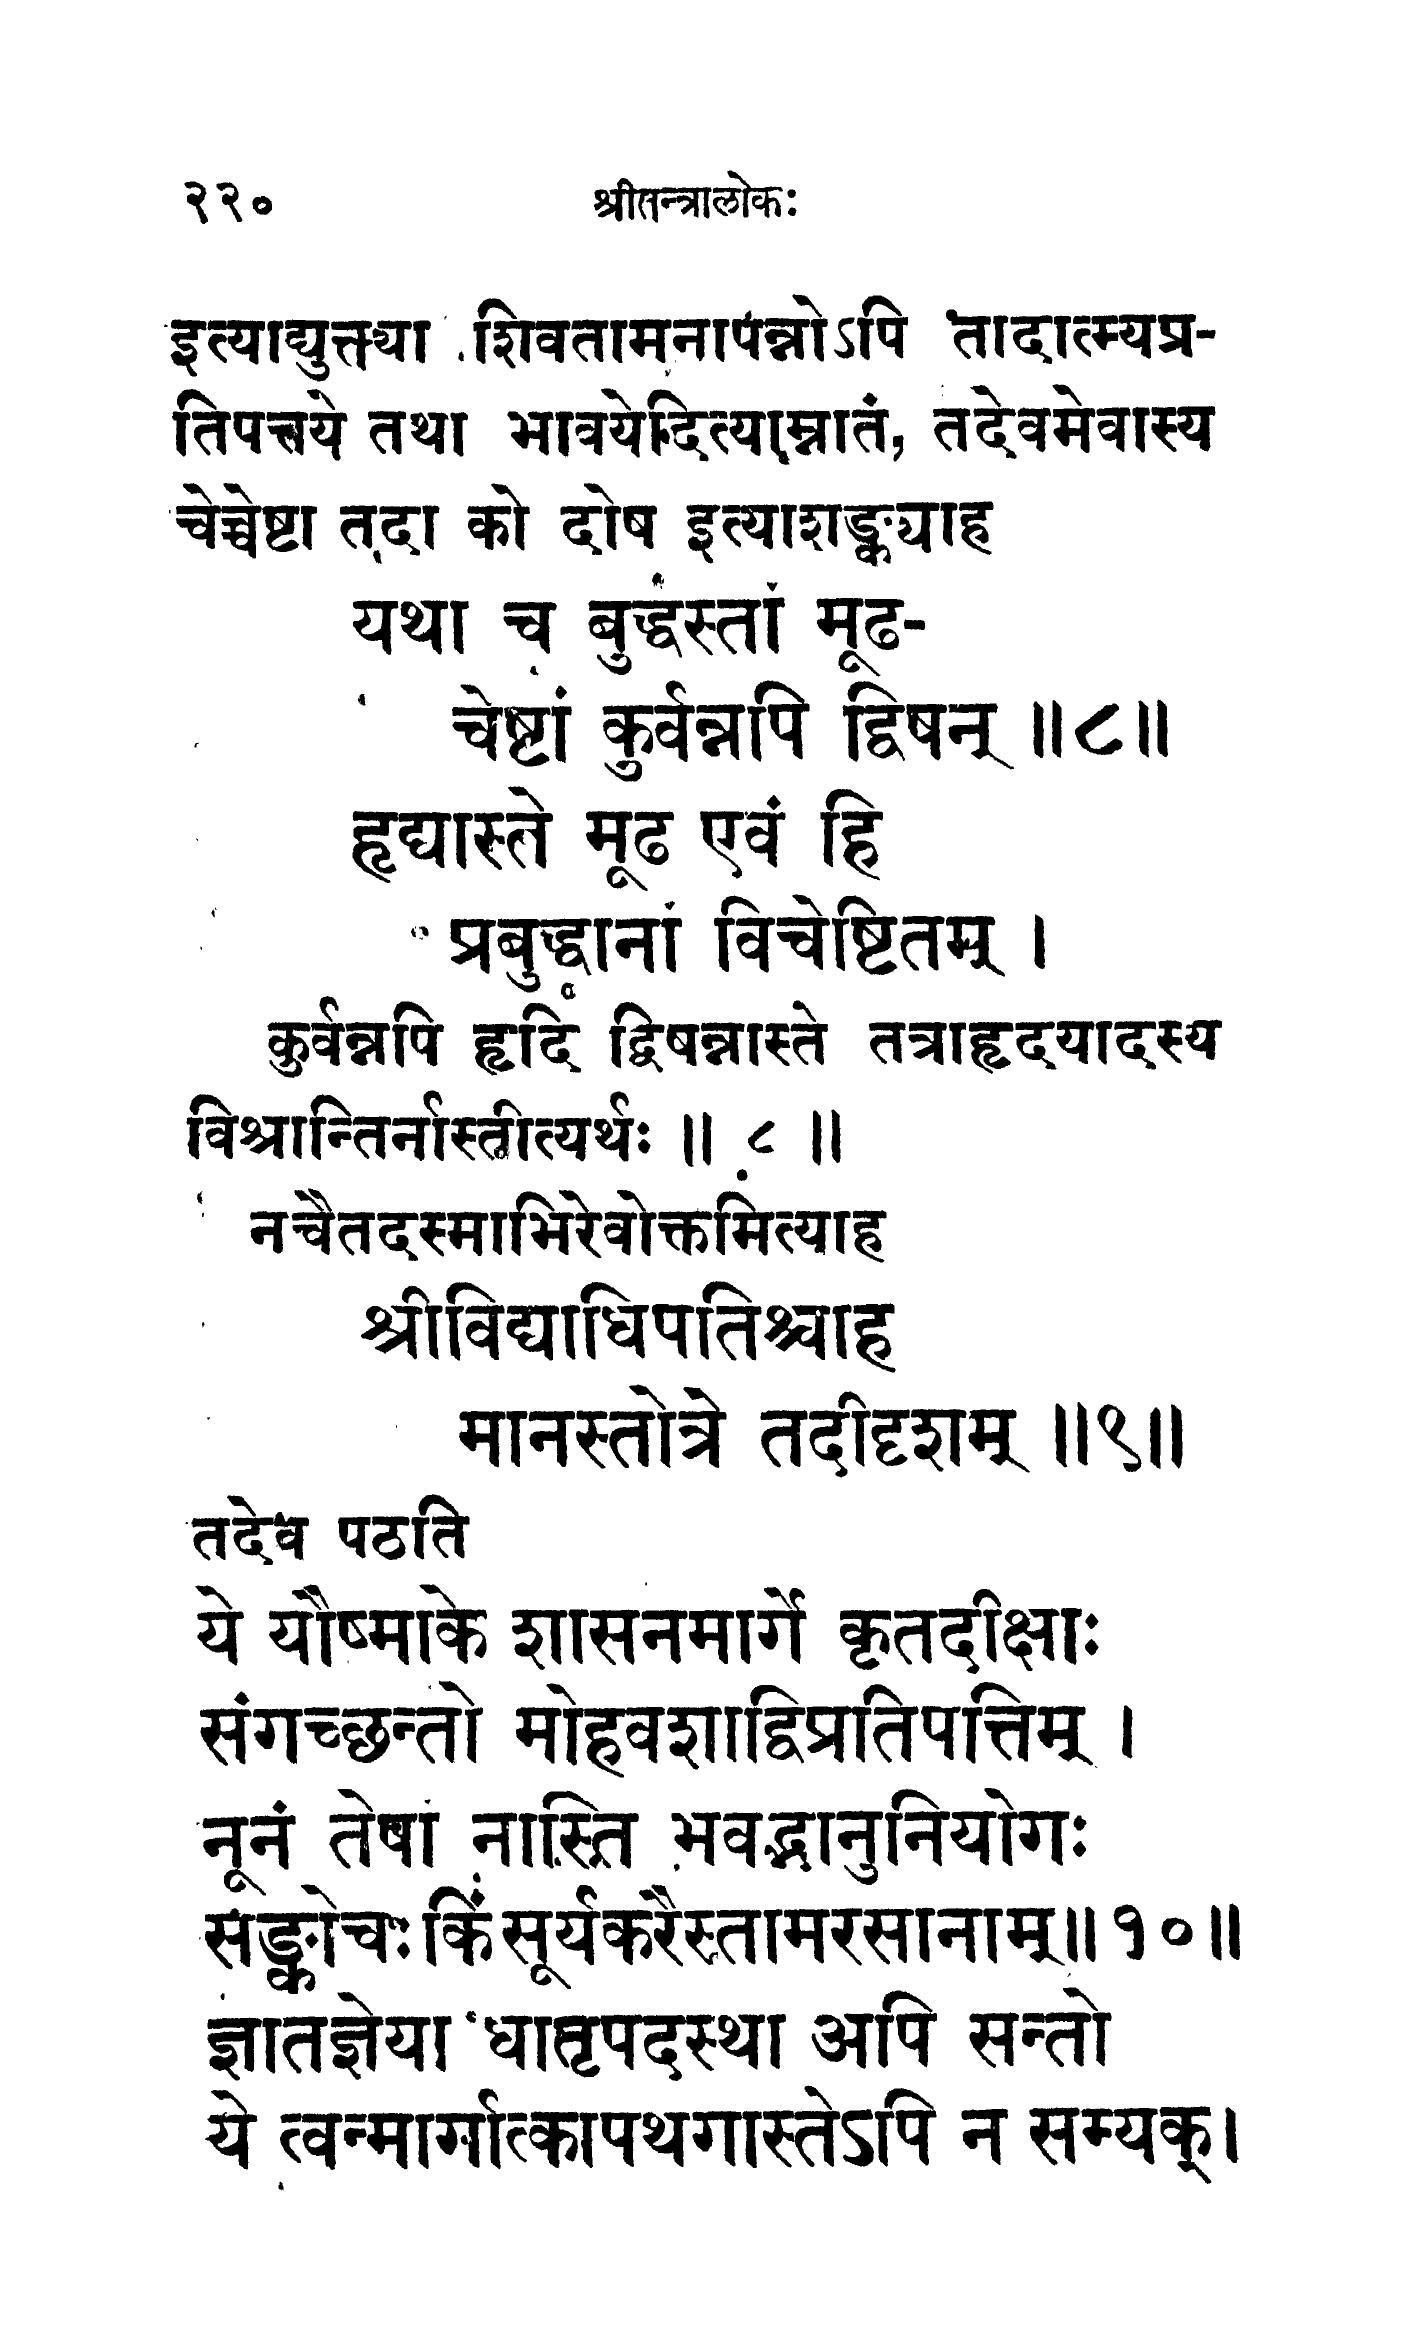 २२०
श्रीतन्त्रालोकः
इत्याद्युक्त्या शिवतामनापन्नोऽपि तादात्म्यप्र-
तिपत्तये तथा भावयेदित्याम्नातं, तदेवमेवास्य
चेच्चेष्टा तदा को दोष इत्याशङ्क्याह
यथा च बुद्धस्तां मूढ-
चेष्टां कुर्वन्नपि द्विषन् ॥८॥
हृद्यास्ते मूढ एवं हि
प्रबुद्धानां विचेष्टितम् ।
कुर्वन्नपि हृदि द्विषन्नास्ते तत्राहृदयादस्य
विश्रान्तिर्नास्तीत्यर्थः ॥ ८ ॥
नचैतदस्माभिरेवोक्तमित्याह
श्रीविद्याधिपतिश्चाह
मानस्तोत्रे तदीदृशम् ॥९॥
तदेव पठति
ये यौष्माके शासनमार्गे कृतदीक्षाः
संगच्छन्तो मोहवशाद्विप्रतिपत्तिम् ।
नूनं तेषां नास्ति भवद्भानुनियोगः
सङ्कोचः किं सूर्यकरैस्तामरसानाम् ॥ १० ॥
ज्ञातज्ञेया धातृपदस्था अपि सन्तो
ये त्वन्मार्गात्कापथगास्तेऽपि न सम्यक् ।